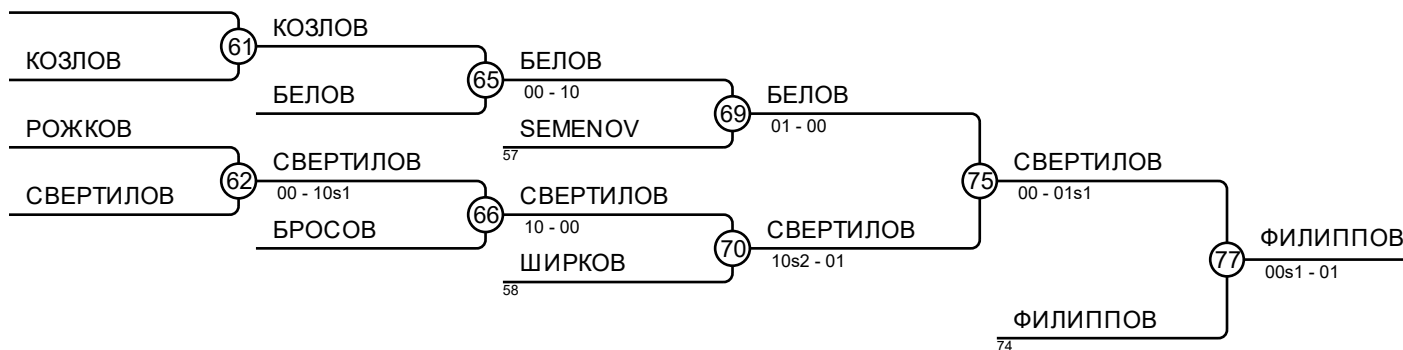 КОЗЛОВ
61
КОЗЛОВ
БЕЛОВ
65
БЕЛОВ
00 - 10
БЕЛОВ
SEMENOV
57
69
БЕЛОВ
01 - 00
РОЖКОВ
62
СВЕРТИЛОВ
СВЕРТИЛОВ
00 - 10s1
66
СВЕРТИЛОВ
10 - 00
БРОСОВ
ШИРКОВ
58
70
СВЕРТИЛОВ
10s2 - 01
75
СВЕРТИЛОВ
00 - 01s1
77
ФИЛИППОВ
00s1 - 01
ФИЛИППОВ
74